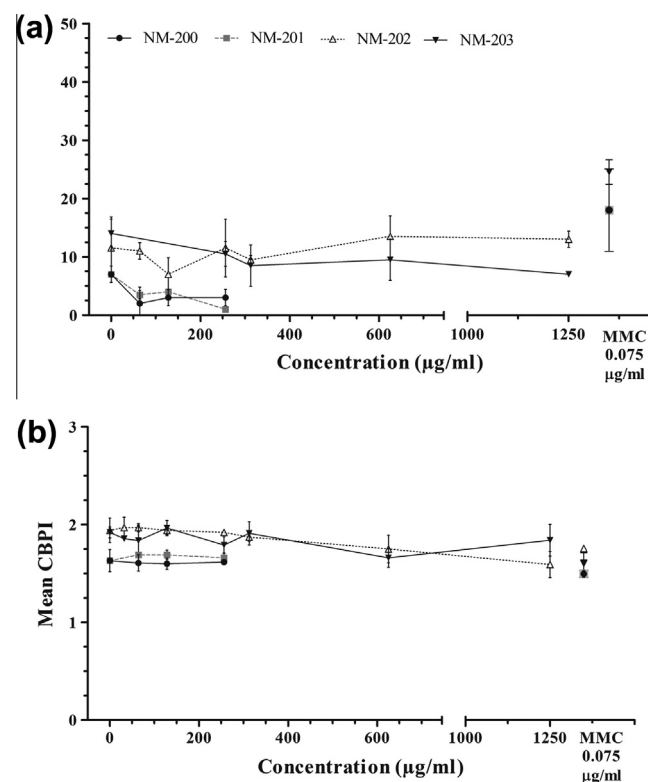 (a)
50
NM-200 NM-201 NM-202 NM-203
40
30
20
10
0
0 200 400 600 1000 1250 MMC
0.075
µg/ml
Concentration (µg/ml)
(b)
3
2
1
0
Mean CBPI
0 200 400 600 1000 1250 MMC
0.075
µg/ml
Concentration (µg/ml)